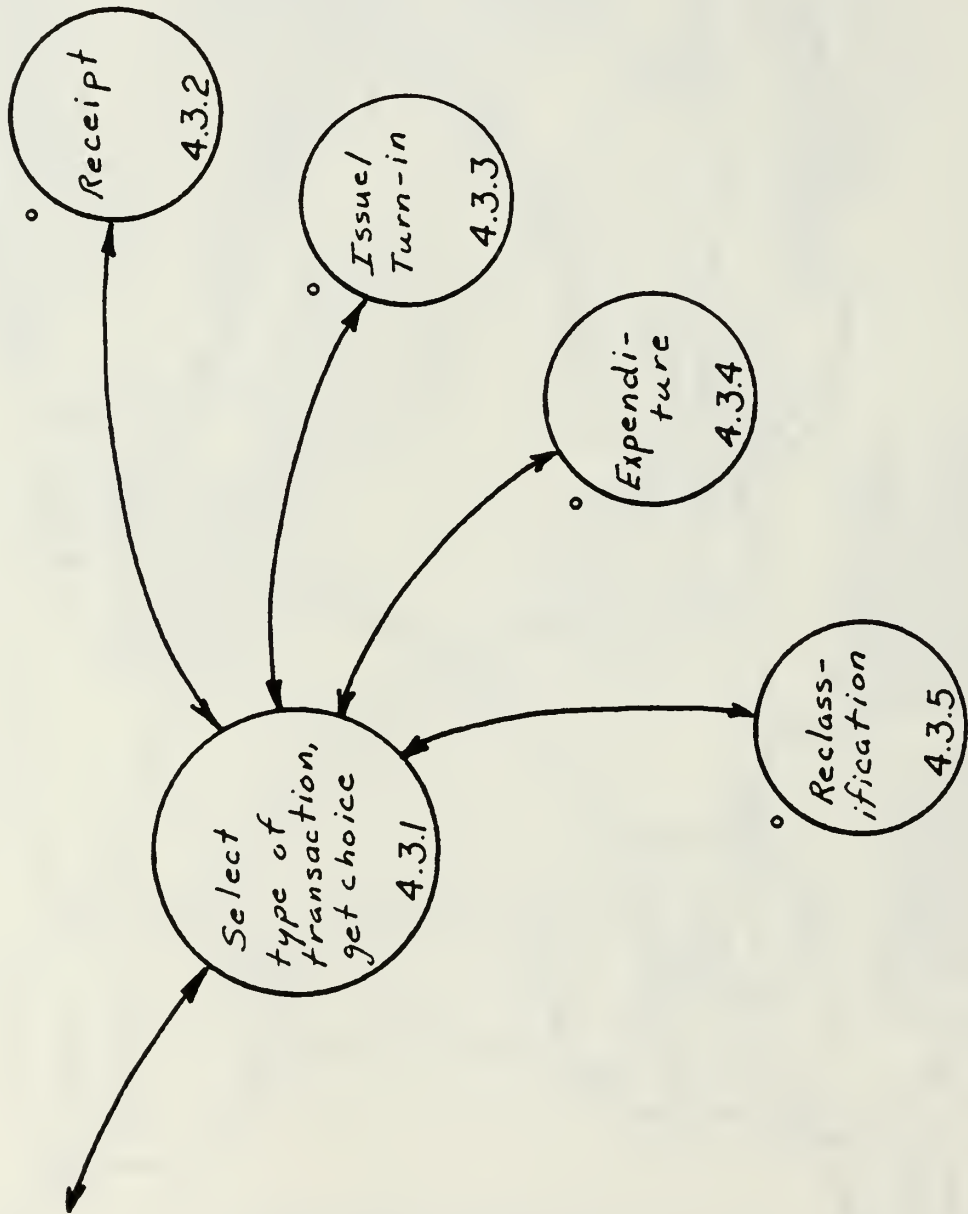 Select
type of
transaction,
get choice
4.3.1
Receipt
4.3.2
Issue/
Turn-in
4.3.3
Expendi-
ture
4.3.4
Reclass-
ification
4.3.5